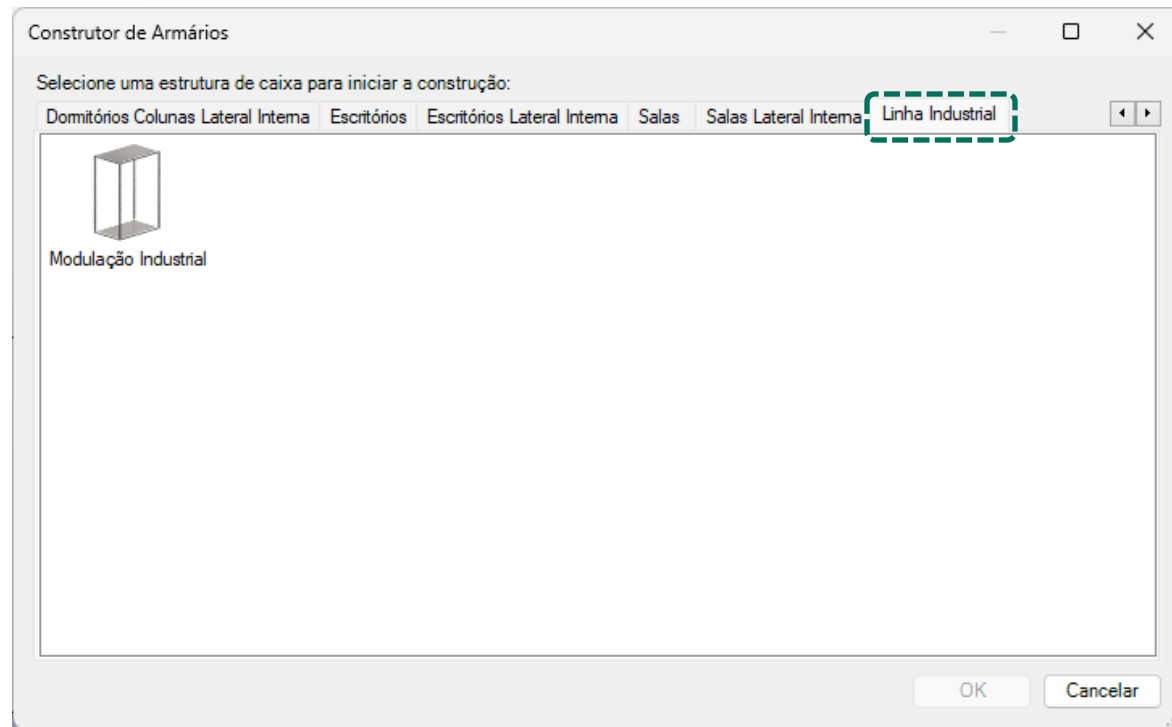 Construtor de Armários
Selecione uma estrutura de caixa para iniciar a construção:
Dormitórios Colunas Lateral Interna Escritórios Escritórios Lateral Interna Salas Salas Lateral Interna Linha Industrial
Modulação Industrial
OK Cancelar